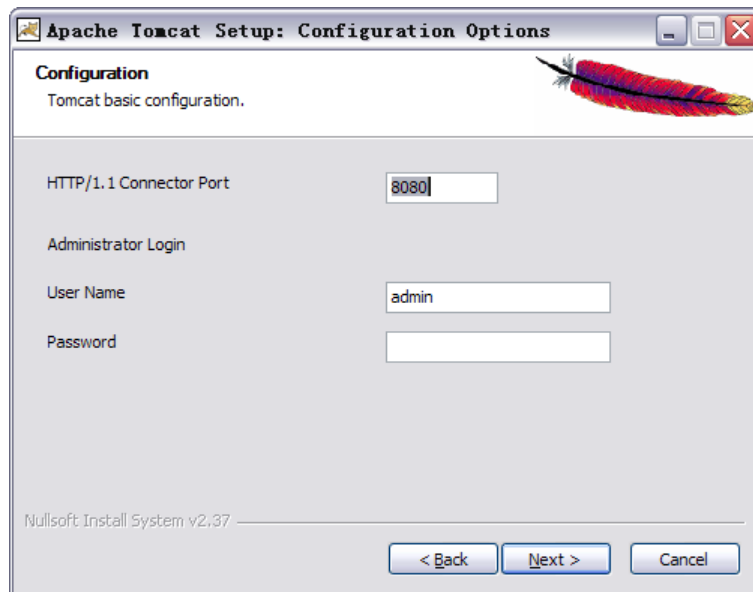 Apache Tomcat Setup: Configuration Options
Configuration
Tomcat basic configuration.
HTTP/1.1 Connector Port
8080
Administrator Login
User Name
admin
Password
Nullsoft Install System v2.37
< Back
Next >
Cancel